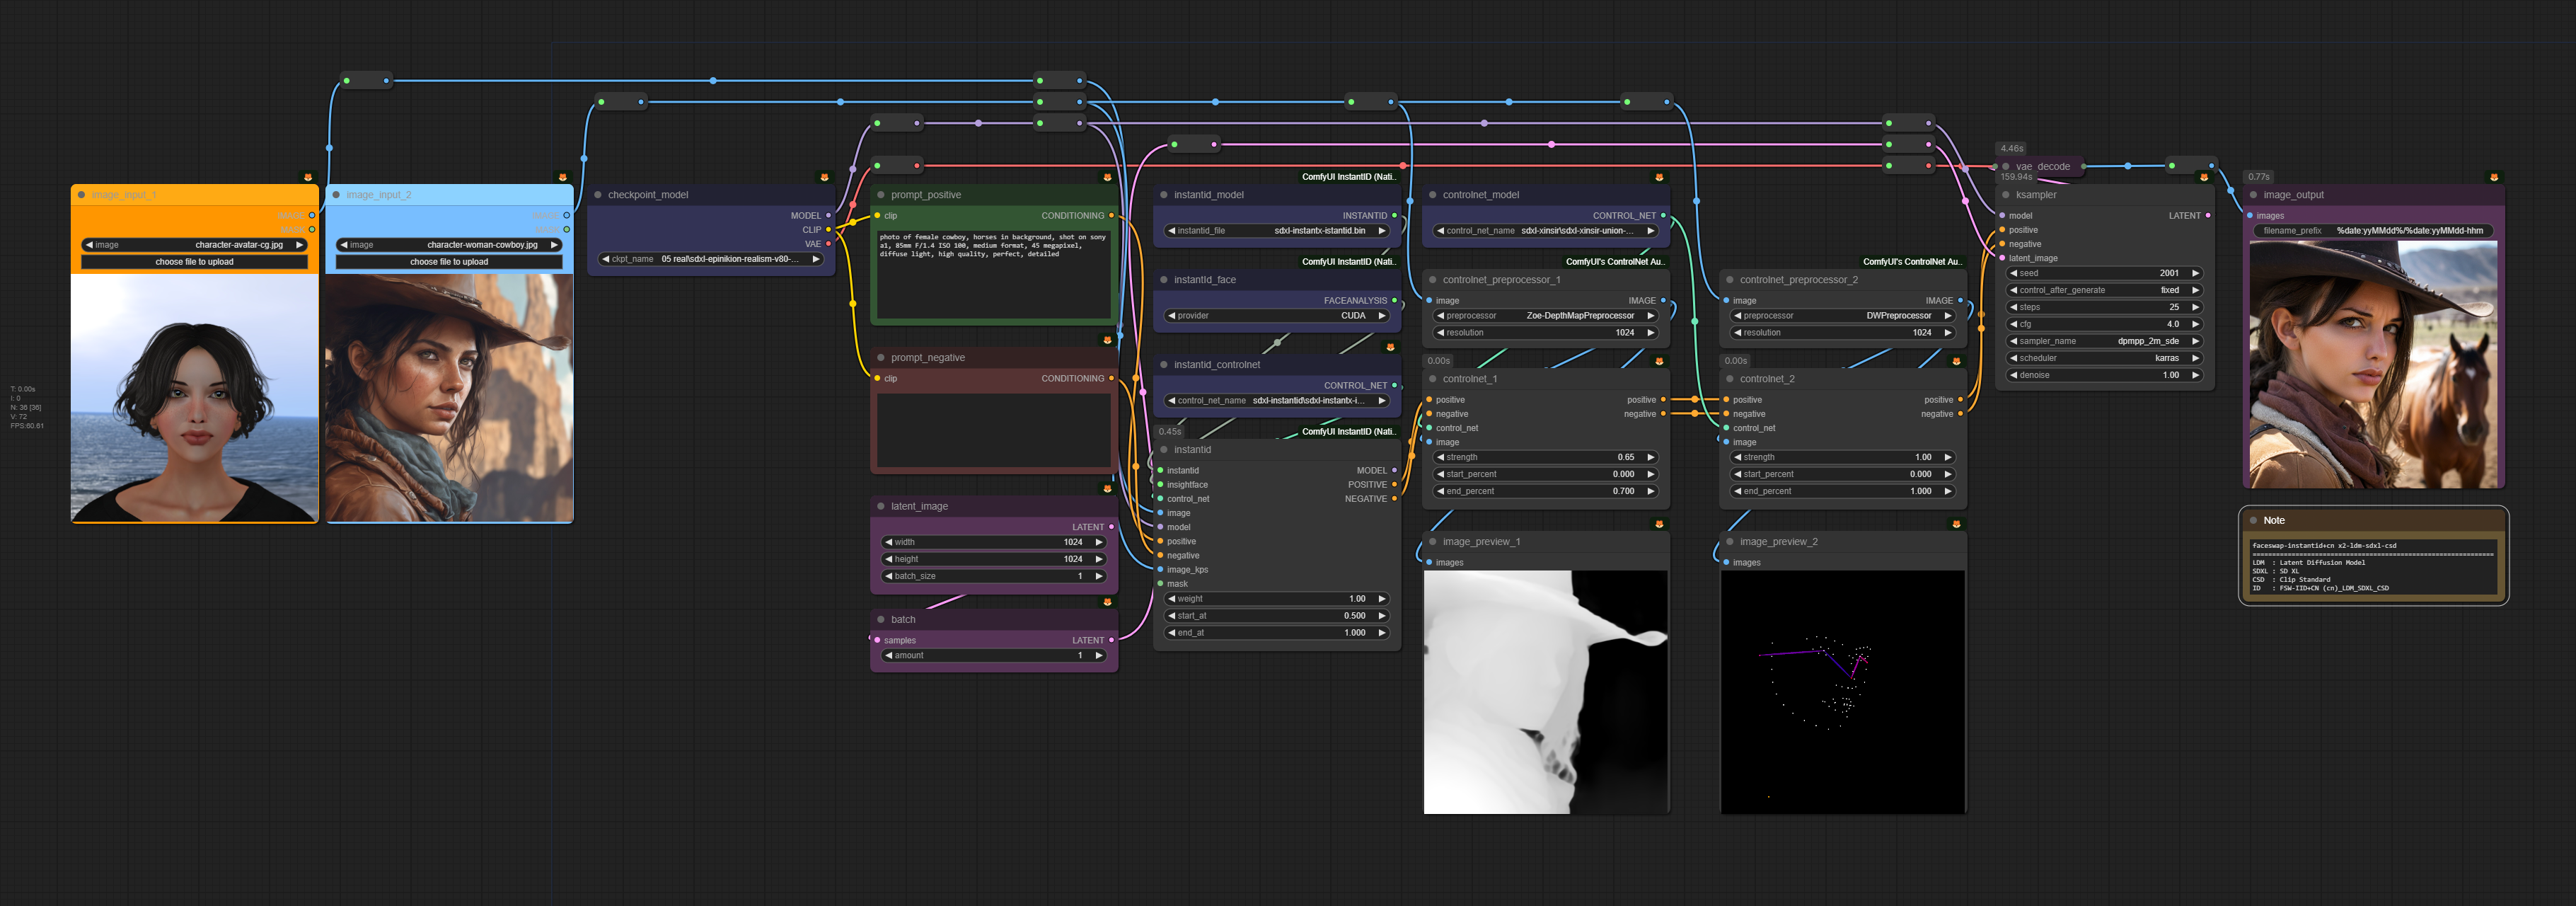 T: 0.00s
I: 0
N: 36 [36]
V: 72
FPS:60.61
image_input_1
IMAGE
MASK
image
character-avatar-cg.jpg
choose file to upload
image_input_2
IMAGE
MASK
image
character-woman-cowboy.jpg
choose file to upload
checkpoint_model
MODEL
CLIP
VAE
ckpt_name
05 real\sdxl-epinikion-realism-v80-...
prompt_positive
clip
CONDITIONING
photo of female cowboy, horses in background, shot on sony
a1, 85mm F/1.4 ISO 100, medium format, 45 megapixel,
diffuse light, high quality, perfect, detailed
prompt_negative
clip
CONDITIONING
latent_image
LATENT
width
1024
height
1024
batch_size
1
batch
samples
LATENT
amount
1
ComfyUI InstantID (Nati..
instantid_model
INSTANTID
instantid_file
sdxl-instantx-istantid.bin
ComfyUI InstantID (Nati..
instantId_face
FACEANALYSIS
provider
CUDA
instantid_controlnet
CONTROL_NET
control_net_name
sdxl-instantid\sdxl-instantx-i...
0.45s
ComfyUI InstantID (Nati..
instantid
instantid
MODEL
insightface
POSITIVE
control_net
NEGATIVE
image
model
positive
negative
image_kps
mask
weight
1.00
start_at
0.500
end_at
1.000
controlnet_model
CONTROL_NET
control_net_name
sdxl-xinsir\sdxl-xinsir-union-...
ComfyUI's ControlNet Au..
controlnet_preprocessor_1
image
IMAGE
preprocessor
Zoe-DepthMapPreprocessor
resolution
1024
0.00s
controlnet_1
positive
positive
negative
negative
control_net
image
strength
0.65
start_percent
0.000
end_percent
0.700
image_preview_1
images
ComfyUI's ControlNet Au..
controlnet_preprocessor_2
image
IMAGE
preprocessor
DWPreprocessor
resolution
1024
0.00s
controlnet_2
positive
positive
negative
negative
control_net
image
strength
1.00
start_percent
0.000
end_percent
1.000
image_preview_2
images
4.46s
vae_decode
159.94s
ksampler
model
LATENT
positive
negative
latent_image
seed
2001
control_after_generate
fixed
steps
25
cfg
4.0
sampler_name
dpmpp_2m_sde
scheduler
karras
denoise
1.00
0.77s
image_output
images
filename_prefix
%date:yyMMdd%/%date:yyMMdd-hhm
Note
faceswap-instantid+cn x2-ldm-sdxl-csd
LDM : Latent Diffusion Model
SDXL : SD XL
CSD : Clip Standard
ID : FSW-IID+CN (cn)_LDM_SDXL_CSD